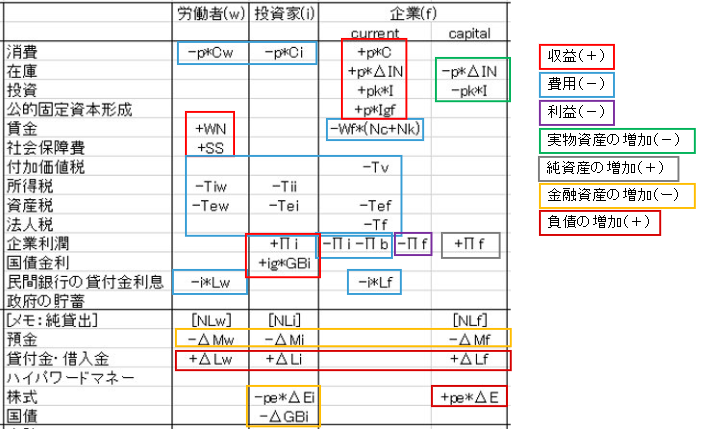 労働者(w) 投資家(i) 企業(f)
current capital
消費 −p*Cw −p*Ci +p*C
在庫 +p*ΔIN −p*ΔIN
投資 +pk*I −pk*I
公的固定資本形成 +p*Igf
賃金 +WN −Wf*(Nc+Nk)
社会保障費 +SS
付加価値税 −Tv
所得税 −Tiw −Tii
資産税 −Tew −Tei −Tef
法人税 −Tf
企業利潤 +Πi −Πi −Πb −Πf +Πf
国債金利 +ig*GBi
民間銀行の貸付金利息 −i*Lw −i*Lf
政府の貯蓄
[メモ:純貸出] [NLw] [NLi] [NLf]
預金 −ΔMw −ΔMi −ΔMf
貸付金・借入金 +ΔLw +ΔLi +ΔLf
ハイパワードマネー
株式 −pe*ΔEi +pe*ΔE
国債 −ΔGBi
収益(+)
費用(−)
利益(−)
実物資産の増加(−)
純資産の増加(+)
金融資産の増加(−)
負債の増加(+)